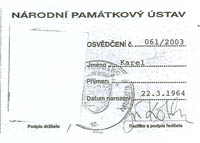 NÁRODNÍ PAMÁTKOVÝ ÚSTAV
OSVĚDČENÍ č. 061/2003
Jméno Karel
Příjmení
Datum narození 22.3.1964
Podpis držitele
Razítko a podpis ředitele